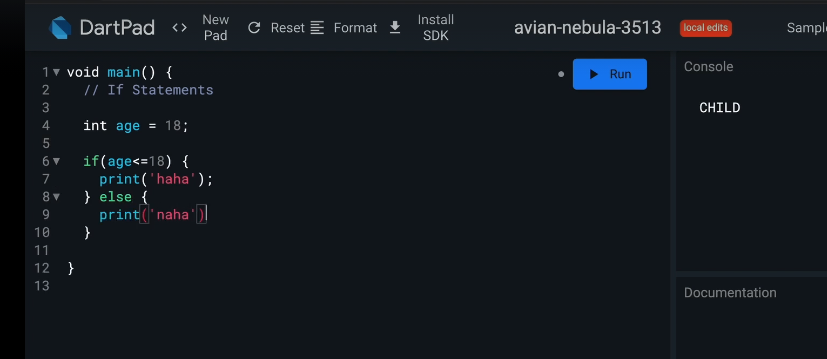 DartPad <> New Pad Reset Format Install SDK avian-nebula-3513 local edits Sampl
Run
1 void main() {
2   // If Statements
3
4   int age = 18;
5
6   if(age<=18) {
7     print('haha');
8   } else {
9     print('naha')
10   }
11
12 }
13
Console
CHILD
Documentation